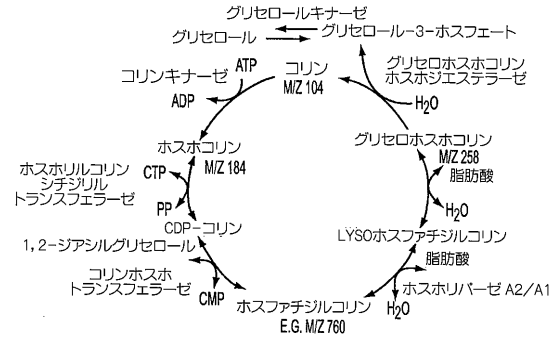 グリセロールキナーゼ
グリセロール
グリセロール-3-ホスフェート
コリンキナーゼ
ATP
ADP
コリン
M/Z 104
グリセロホスホコリン
ホスホジエステラーゼ
H2O
ホスホコリン
M/Z 184
グリセロホスホコリン
M/Z 258
脂肪酸
H2O
ホスホリルコリン
シチジリル
トランスフェラーゼ
CTP
PP
CDP-コリン
LYSOホスファチジルコリン
1,2-ジアシルグリセロール
脂肪酸
コリンホスホ
トランスフェラーゼ
CMP
H2O
ホスホリパーゼ A2/A1
ホスファチジルコリン
E.G. M/Z 760